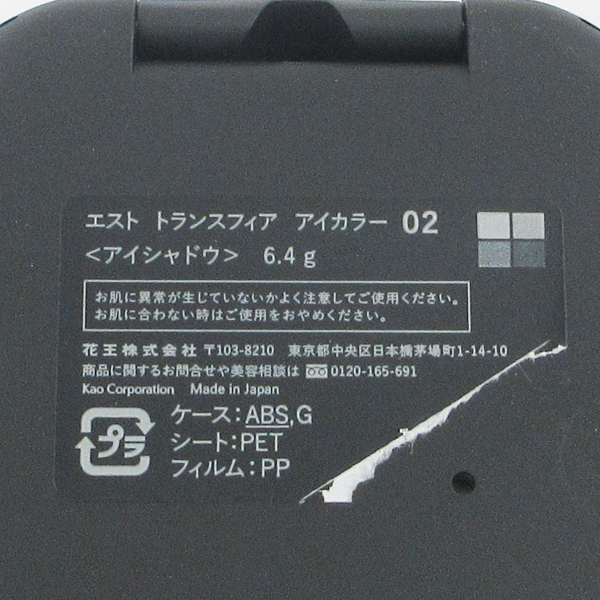 エスト トランスフィア アイカラー 02
<アイシャドウ> 6.4 g
お肌に異常が生じていないかよく注意してご使用ください。
お肌に合わない時はご使用をおやめください。
花王株式会社 〒103-8210 東京都中央区日本橋茅場町1-14-10
商品に関するお問合せや美容相談は 0120-165-691
Kao Corporation Made in Japan
プラ
ケース:ABS,G
シート:PET
フィルム:PP